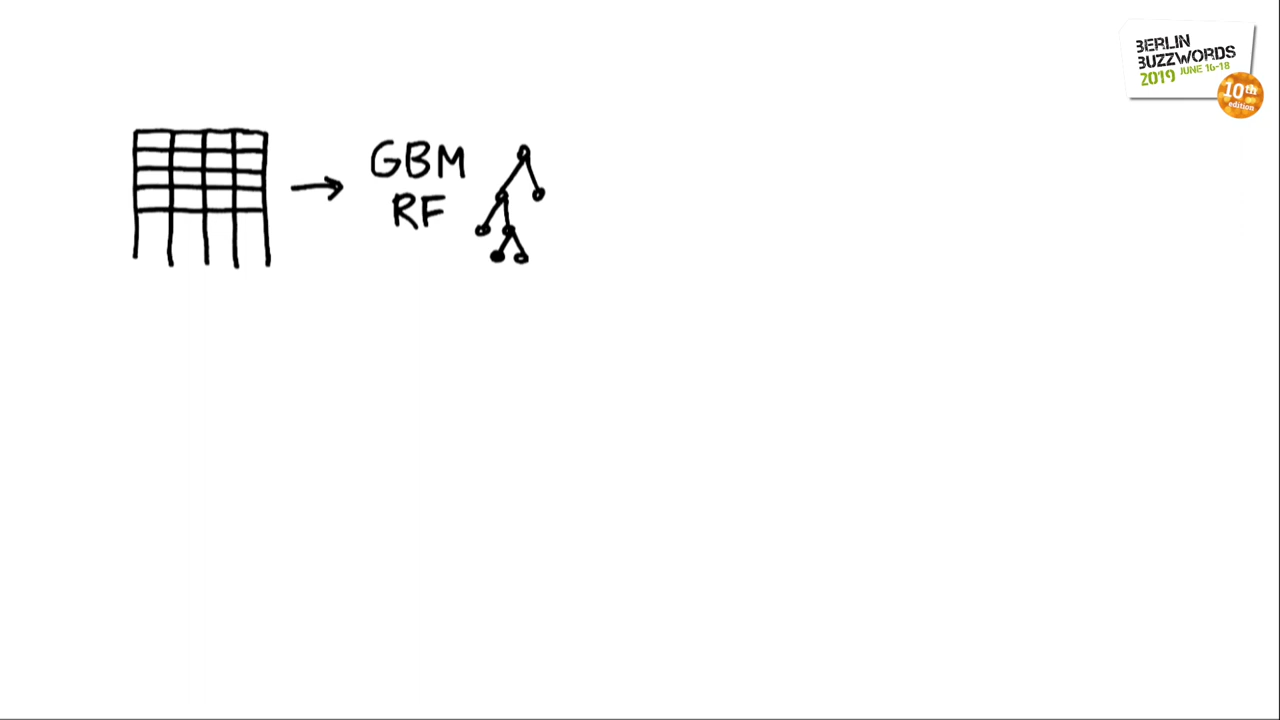 BERLIN
BUZZWORDS
2019 JUNE 16-18
10th
edition
GBM
RF